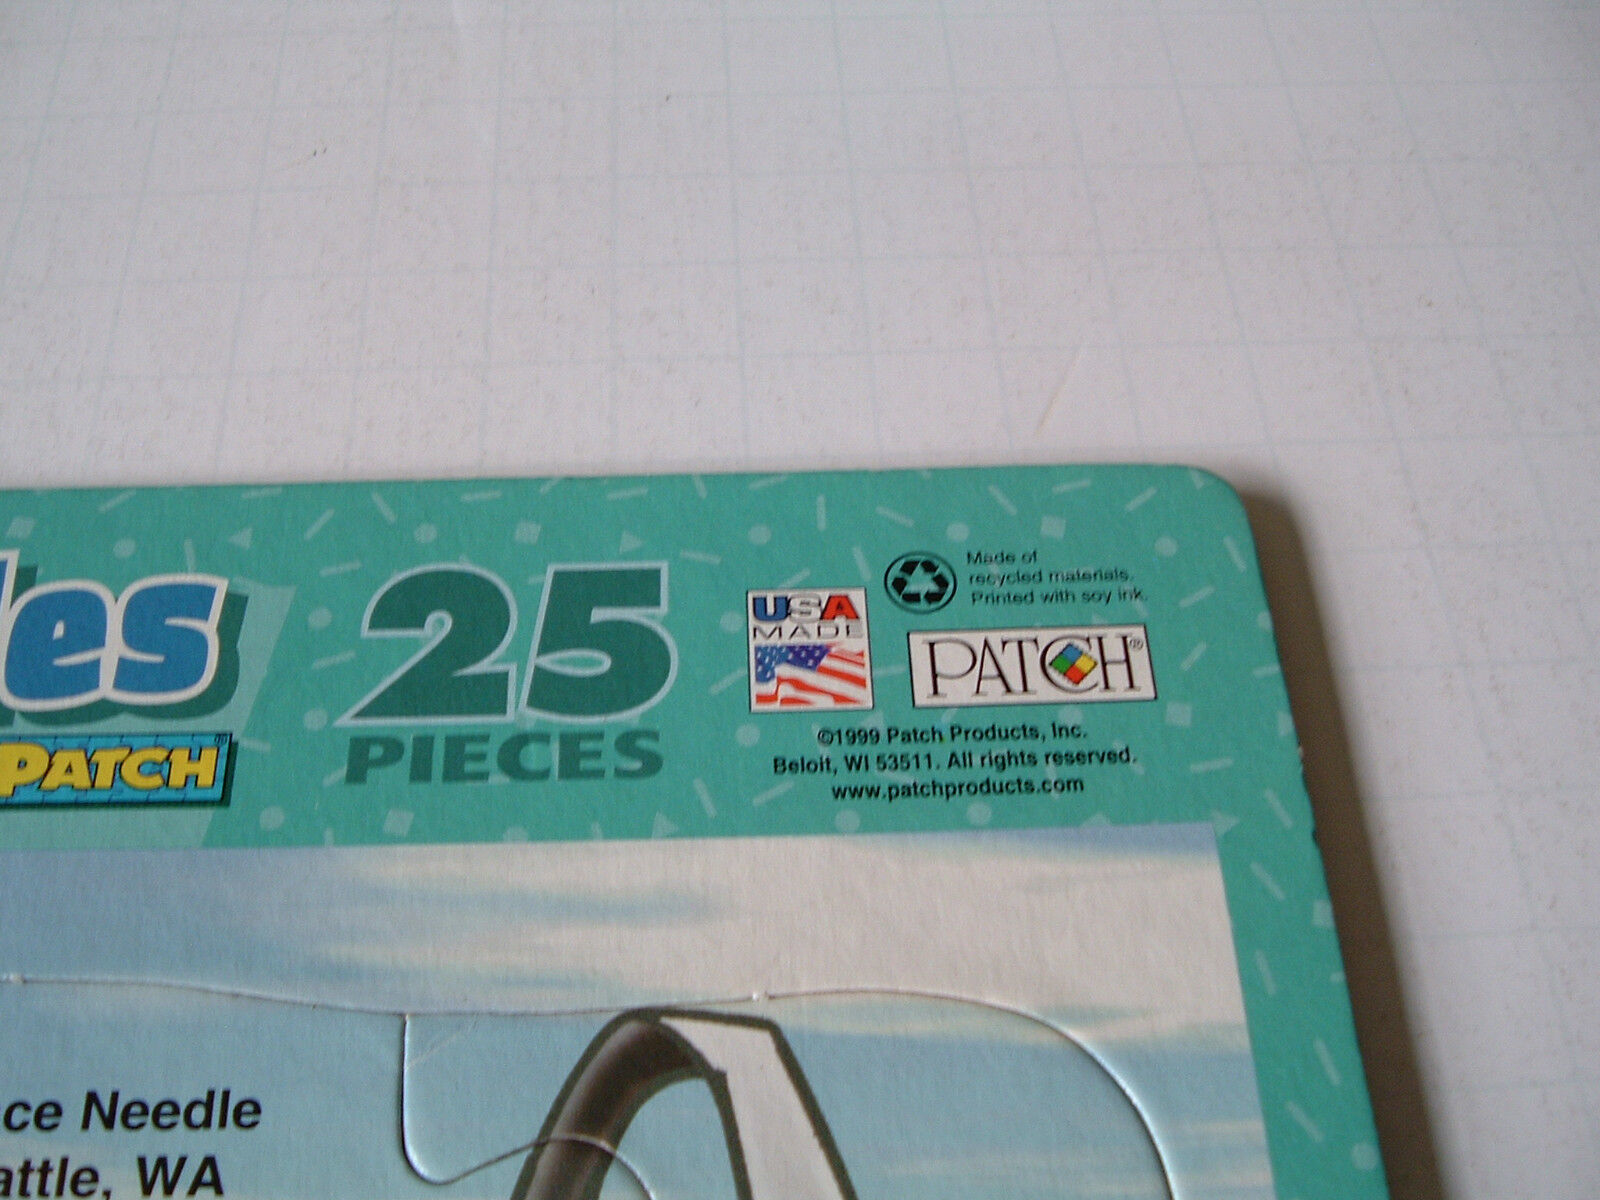 les
PATCH®
25
PIECES
USA
MADE
Made of
recycled materials.
Printed with soy ink.
PATCH®
©1999 Patch Products, Inc.
Beloit, WI 53511. All rights reserved.
www.patchproducts.com
ce Needle
attle, WA